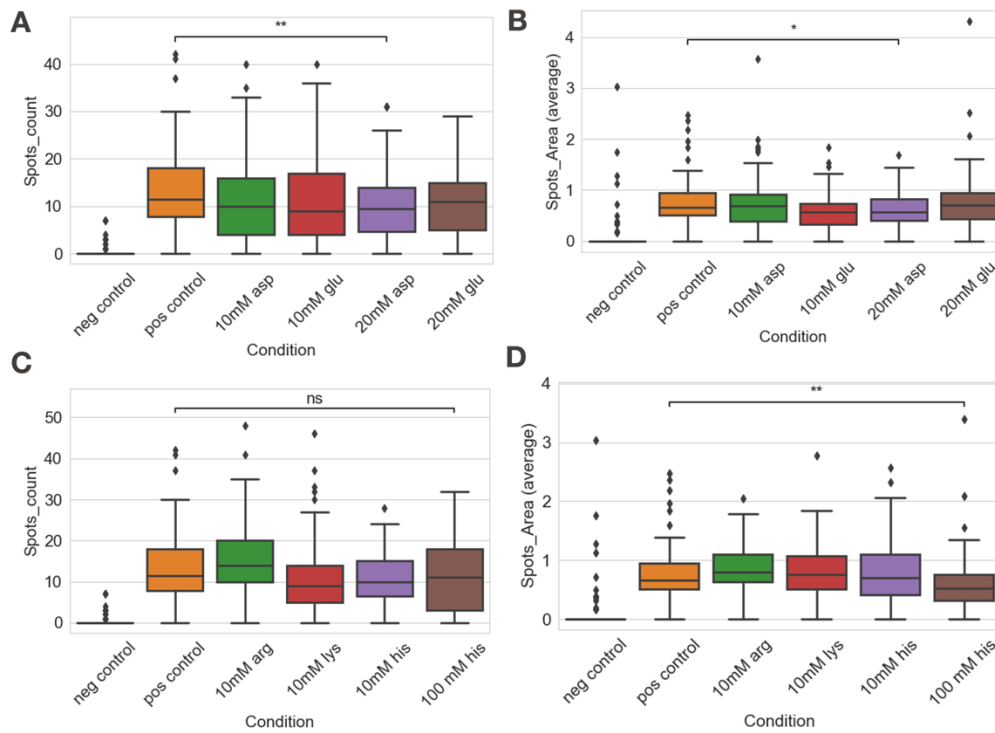 A
**
Spots_count
40
30
20
10
0
neg control
pos control
10mM asp
10mM glu
20mM asp
20mM glu
Condition
B
*
Spots_Area (average)
4
3
2
1
0
neg control
pos control
10mM asp
10mM glu
20mM asp
20mM glu
Condition
C
ns
Spots_count
50
40
30
20
10
0
neg control
pos control
10mM arg
10mM lys
10mM his
100 mM his
Condition
D
**
Spots_Area (average)
4
3
2
1
0
neg control
pos control
10mM arg
10mM lys
10mM his
100 mM his
Condition